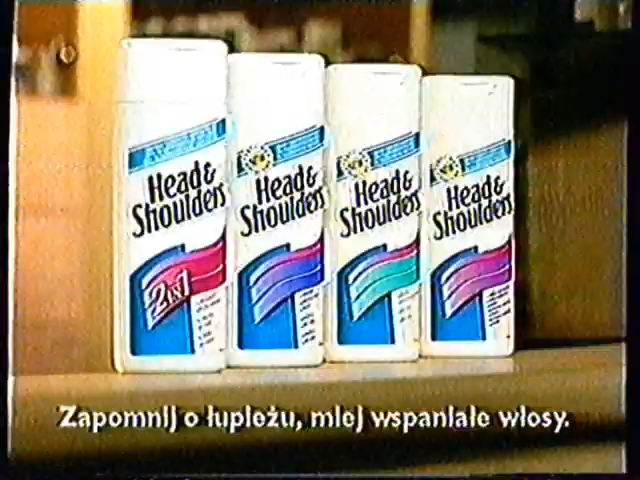 Head&
Shoulders
2in1
Head&
Shoulders
Head&
Shoulders
Head&
Shoulders
Zapomnij o łupieżu, miej wspaniałe włosy.